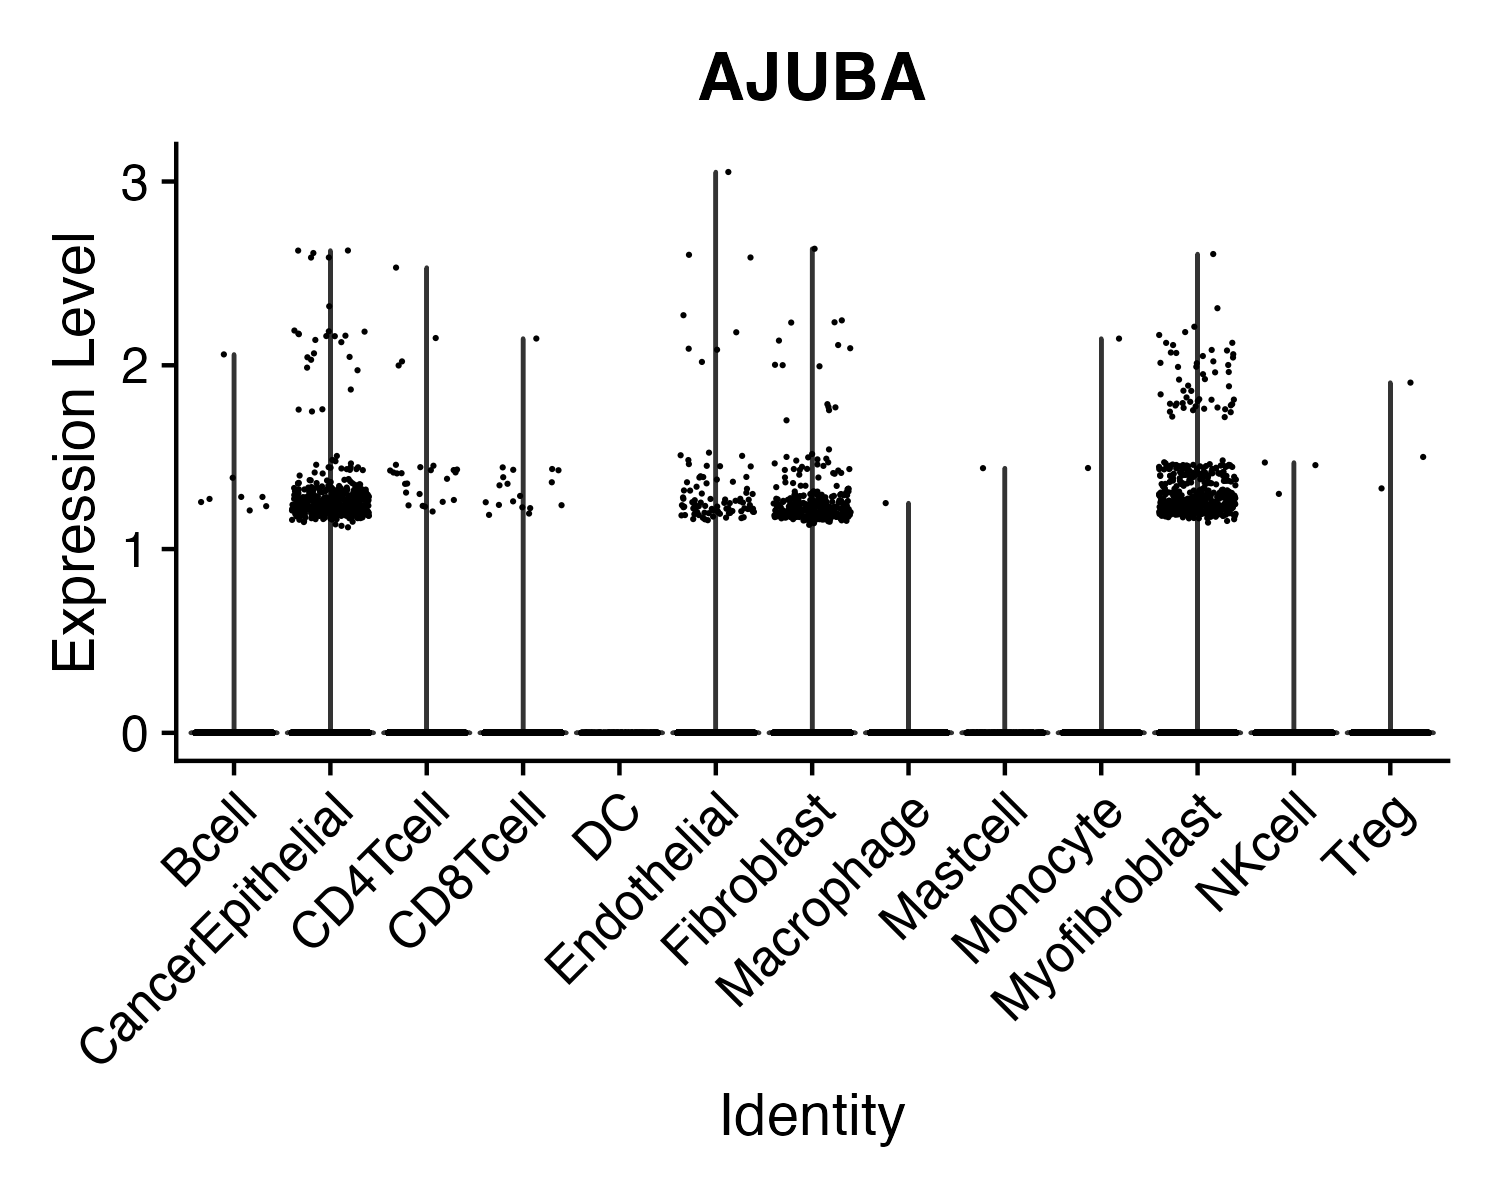 AJUBA
Expression Level
3
2
1
0
Bcell
CancerEpithelial
CD4Tcell
CD8Tcell
DC
Endothelial
Fibroblast
Macrophage
Mastcell
Monocyte
Myofibroblast
NKcell
Treg
Identity